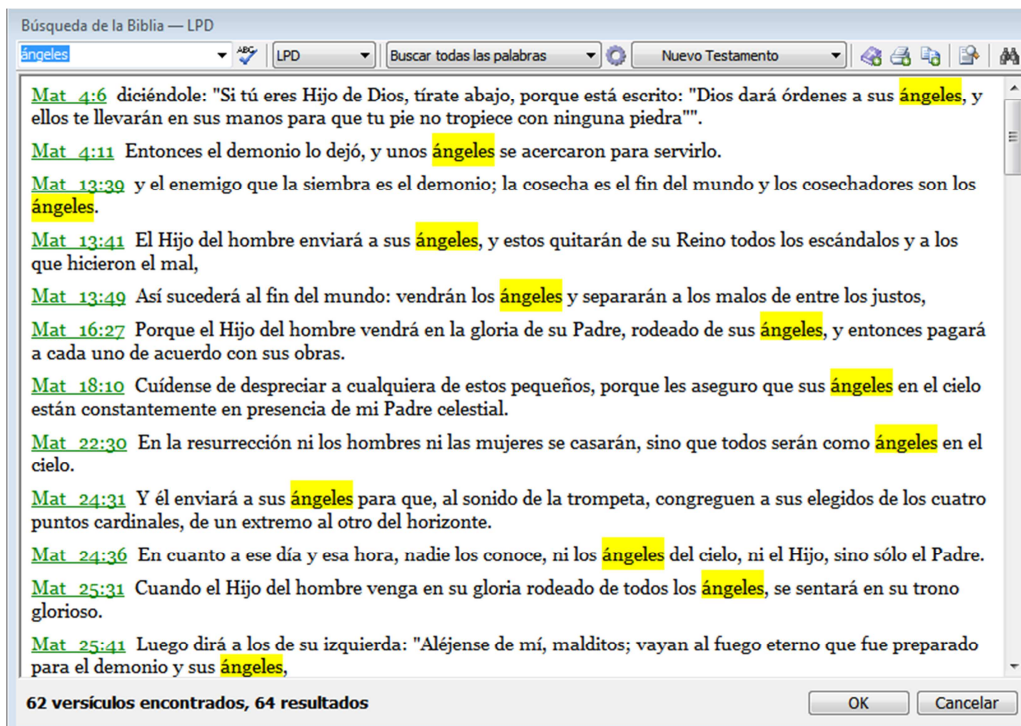 Búsqueda de la Biblia — LPD
ángeles ABC LPD Buscar todas las palabras Nuevo Testamento
Mat 4:6 diciéndole: "Si tú eres Hijo de Dios, tírate abajo, porque está escrito: "Dios dará órdenes a sus ángeles, y
ellos te llevarán en sus manos para que tu pie no tropiece con ninguna piedra"".
Mat 4:11 Entonces el demonio lo dejó, y unos ángeles se acercaron para servirlo.
Mat 13:39 y el enemigo que la siembra es el demonio; la cosecha es el fin del mundo y los cosechadores son los
ángeles.
Mat 13:41 El Hijo del hombre enviará a sus ángeles, y estos quitarán de su Reino todos los escándalos y a los
que hicieron el mal,
Mat 13:49 Así sucederá al fin del mundo: vendrán los ángeles y separarán a los malos de entre los justos,
Mat 16:27 Porque el Hijo del hombre vendrá en la gloria de su Padre, rodeado de sus ángeles, y entonces pagará
a cada uno de acuerdo con sus obras.
Mat 18:10 Cuídense de despreciar a cualquiera de estos pequeños, porque les aseguro que sus ángeles en el cielo
están constantemente en presencia de mi Padre celestial.
Mat 22:30 En la resurrección ni los hombres ni las mujeres se casarán, sino que todos serán como ángeles en el
cielo.
Mat 24:31 Y él enviará a sus ángeles para que, al sonido de la trompeta, congreguen a sus elegidos de los cuatro
puntos cardinales, de un extremo al otro del horizonte.
Mat 24:36 En cuanto a ese día y esa hora, nadie los conoce, ni los ángeles del cielo, ni el Hijo, sino sólo el Padre.
Mat 25:31 Cuando el Hijo del hombre venga en su gloria rodeado de todos los ángeles, se sentará en su trono
glorioso.
Mat 25:41 Luego dirá a los de su izquierda: "Aléjense de mí, malditos; vayan al fuego eterno que fue preparado
para el demonio y sus ángeles,
62 versículos encontrados, 64 resultados OK Cancelar